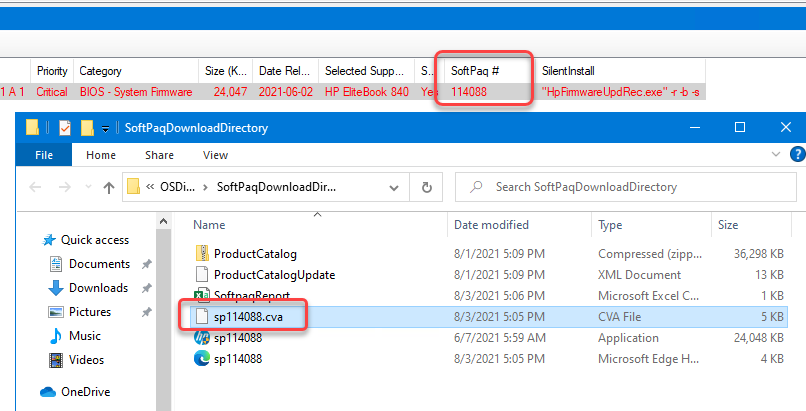 Priority Category Size (K... Date Rel... Selected Supp... S... SoftPaq # SilentInstall
1 A 1 Critical BIOS - System Firmware 24,047 2021-06-02 HP EliteBook 840 Yes 114088 "HpFirmwareUpdRec.exe" -r -b -s
SoftPaqDownloadDirectory
File Home Share View
« OSDi... › SoftPaqDownloadDir... Search SoftPaqDownloadDirectory
Name Date modified Type Size
Quick access
Documents
Downloads
Pictures
Music
Videos
OneDrive
ProductCatalog 8/1/2021 5:09 PM Compressed (zipp... 36,298 KB
ProductCatalogUpdate 8/1/2021 5:09 PM XML Document 13 KB
SoftpaqReport 8/3/2021 5:06 PM Microsoft Excel C... 1 KB
sp114088.cva 8/3/2021 5:05 PM CVA File 5 KB
sp114088 6/7/2021 5:59 AM Application 24,048 KB
sp114088 8/3/2021 5:05 PM Microsoft Edge H... 4 KB